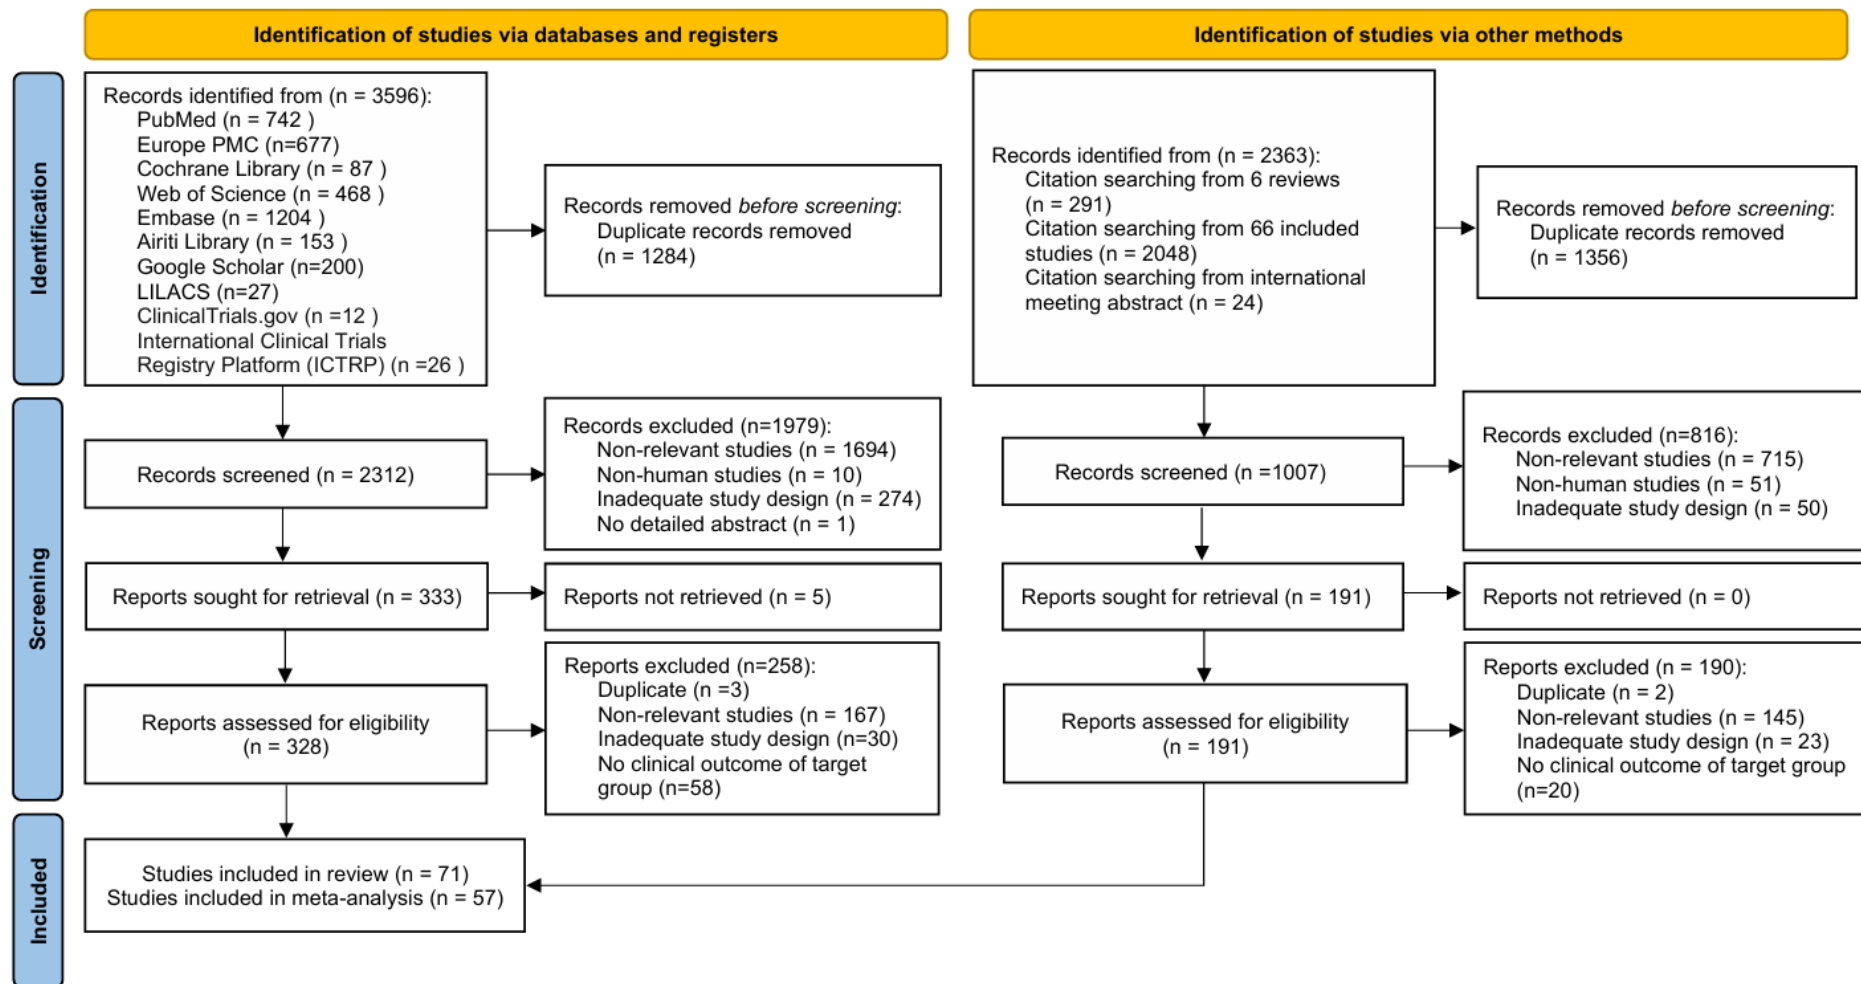 Identification of studies via databases and registers
Identification of studies via other methods
Identification
Records identified from (n = 3596):
PubMed (n = 742 )
Europe PMC (n=677)
Cochrane Library (n = 87 )
Web of Science (n = 468 )
Embase (n = 1204 )
Airiti Library (n = 153 )
Google Scholar (n=200)
LILACS (n=27)
ClinicalTrials.gov (n =12 )
International Clinical Trials
Registry Platform (ICTRP) (n =26 )
Records removed before screening:
Duplicate records removed
(n = 1284)
Records identified from (n = 2363):
Citation searching from 6 reviews
(n = 291)
Citation searching from 66 included
studies (n = 2048)
Citation searching from international
meeting abstract (n = 24)
Records removed before screening:
Duplicate records removed
(n = 1356)
Screening
Records screened (n = 2312)
Records excluded (n=1979):
Non-relevant studies (n = 1694)
Non-human studies (n = 10)
Inadequate study design (n = 274)
No detailed abstract (n = 1)
Records screened (n =1007)
Records excluded (n=816):
Non-relevant studies (n = 715)
Non-human studies (n = 51)
Inadequate study design (n = 50)
Reports sought for retrieval (n = 333)
Reports not retrieved (n = 5)
Reports sought for retrieval (n = 191)
Reports not retrieved (n = 0)
Reports assessed for eligibility
(n = 328)
Reports excluded (n=258):
Duplicate (n =3)
Non-relevant studies (n = 167)
Inadequate study design (n=30)
No clinical outcome of target
group (n=58)
Reports assessed for eligibility
(n = 191)
Reports excluded (n = 190):
Duplicate (n = 2)
Non-relevant studies (n = 145)
Inadequate study design (n = 23)
No clinical outcome of target group
(n=20)
Included
Studies included in review (n = 71)
Studies included in meta-analysis (n = 57)